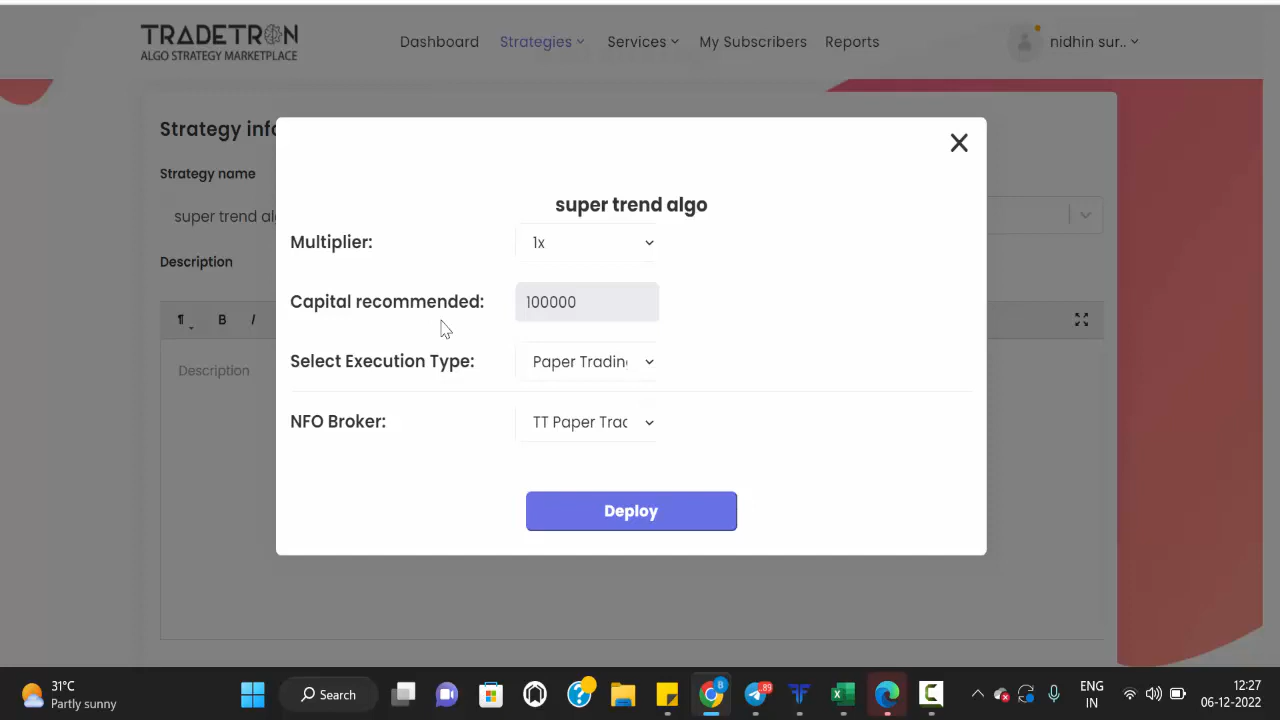 TRADETRON
ALGO STRATEGY MARKETPLACE
Dashboard Strategies Services My Subscribers Reports nidhin sur..
Strategy info
Strategy name
super trend al
Description
B I
Description
super trend algo
Multiplier: 1x
Capital recommended: 100000
Select Execution Type: Paper Tradin
NFO Broker: TT Paper Trac
Deploy
31°C
Partly sunny
Search
89
ENG
IN
12:27
06-12-2022